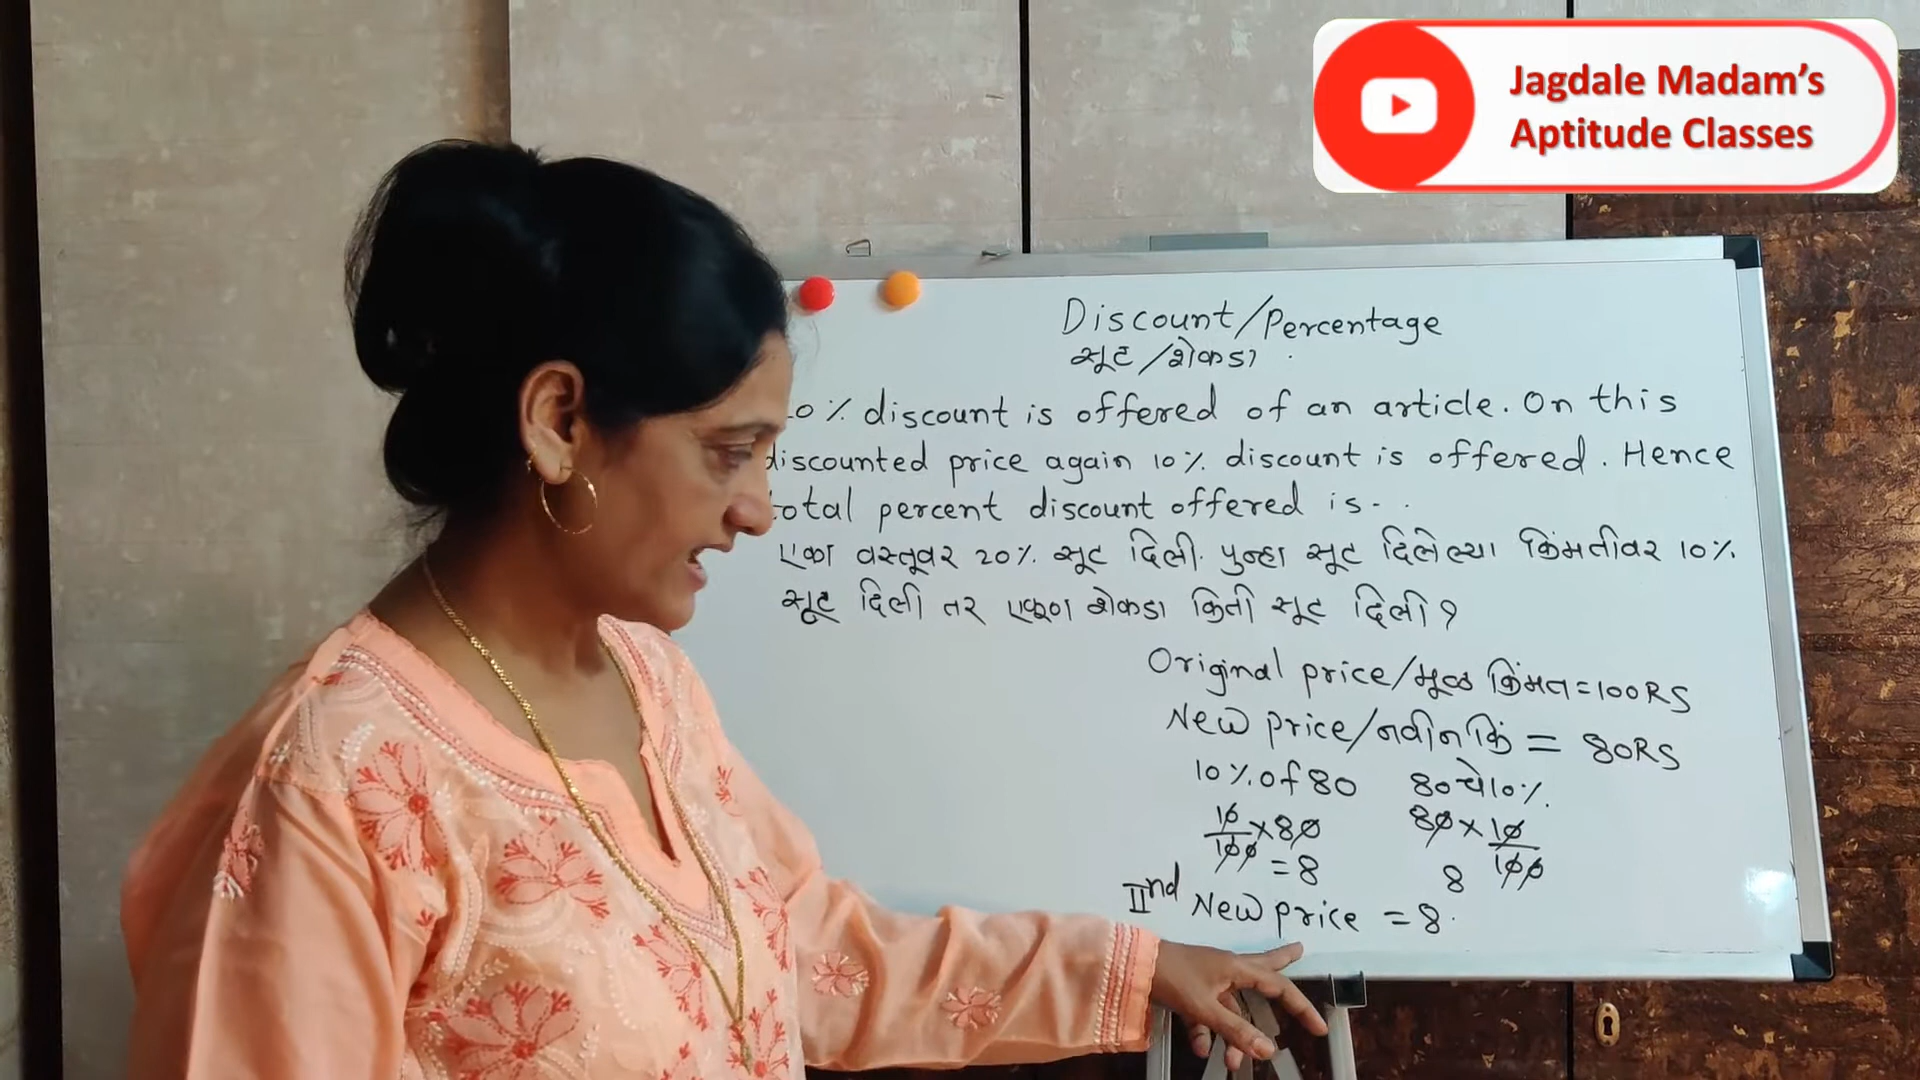 Jagdale Madam's
Aptitude Classes
Discount/Percentage
सूट/शेकडा
0% discount is offered of an article. On this
discounted price again 10% discount is offered. Hence
total percent discount offered is--
एका वस्तूवर 20% सूट दिली. पुन्हा सूट दिलेल्या किंमतीवर 10%
सूट दिली तर एकूण शेकडा किती सूट दिली?
Original price/मूळ किंमत=100RS
New price/नवीन किं = 80RS
10% of 80 80चे10%
10/100 x 80 80 x 10/100
= 8 8
IInd New price = 8